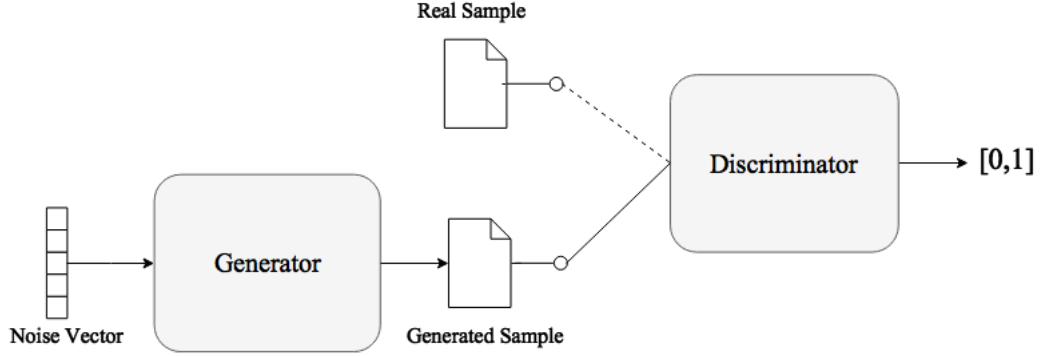 Real Sample
Discriminator
[0,1]
Generator
Noise Vector
Generated Sample